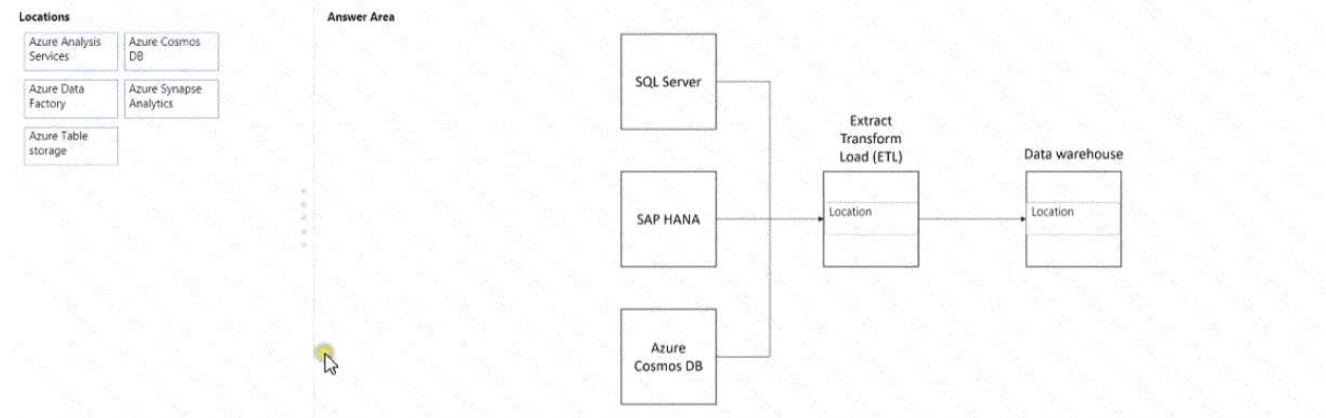 Locations
Azure Analysis
Services
Azure Cosmos
DB
Azure Data
Factory
Azure Synapse
Analytics
Azure Table
storage
Answer Area
SQL Server
SAP HANA
Azure
Cosmos DB
Extract
Transform
Load (ETL)
Location
Data warehouse
Location